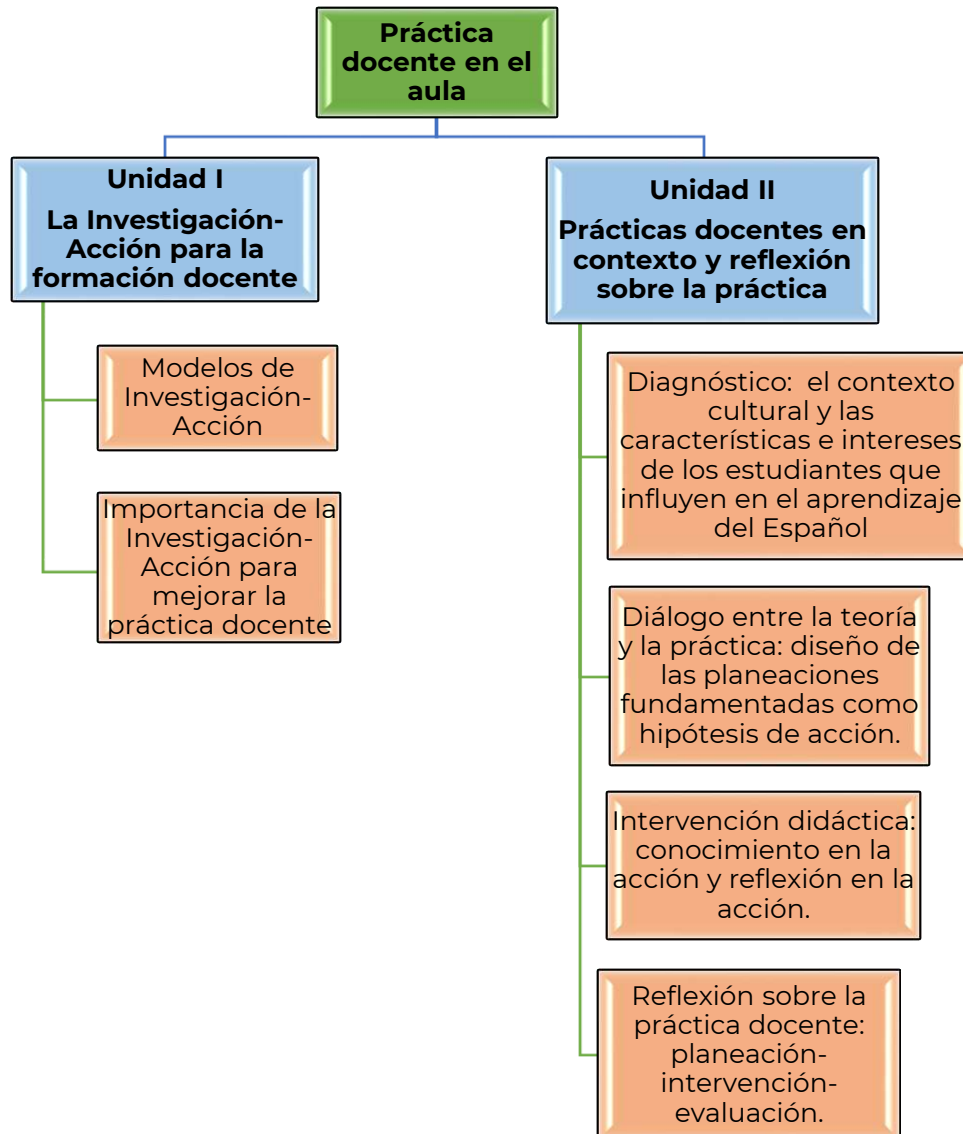 Práctica
docente en el
aula
Unidad I
La Investigación-
Acción para la
formación docente
Modelos de
Investigación-
Acción
Importancia de la
Investigación-
Acción para
mejorar la
práctica docente
Unidad II
Prácticas docentes en
contexto y reflexión
sobre la práctica
Diagnóstico:  el contexto
cultural y las
características e intereses
de los estudiantes que
influyen en el aprendizaje
del Español
Diálogo entre la teoría
y la práctica: diseño de
las planeaciones
fundamentadas como
hipótesis de acción.
Intervención didáctica:
conocimiento en la
acción y reflexión en la
acción.
Reflexión sobre la
práctica docente:
planeación-
intervención-
evaluación.